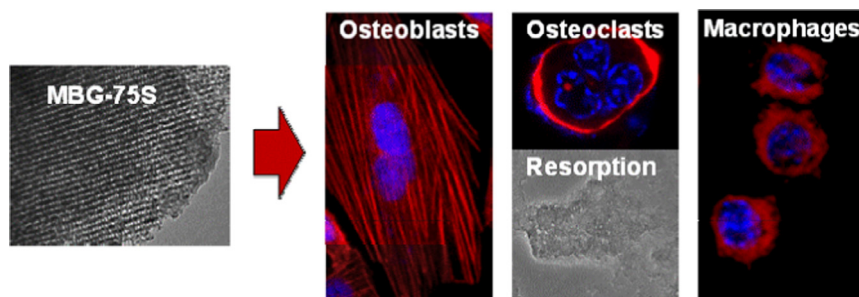 MBG-75S
Osteoblasts
Osteoclasts
Resorption
Macrophages